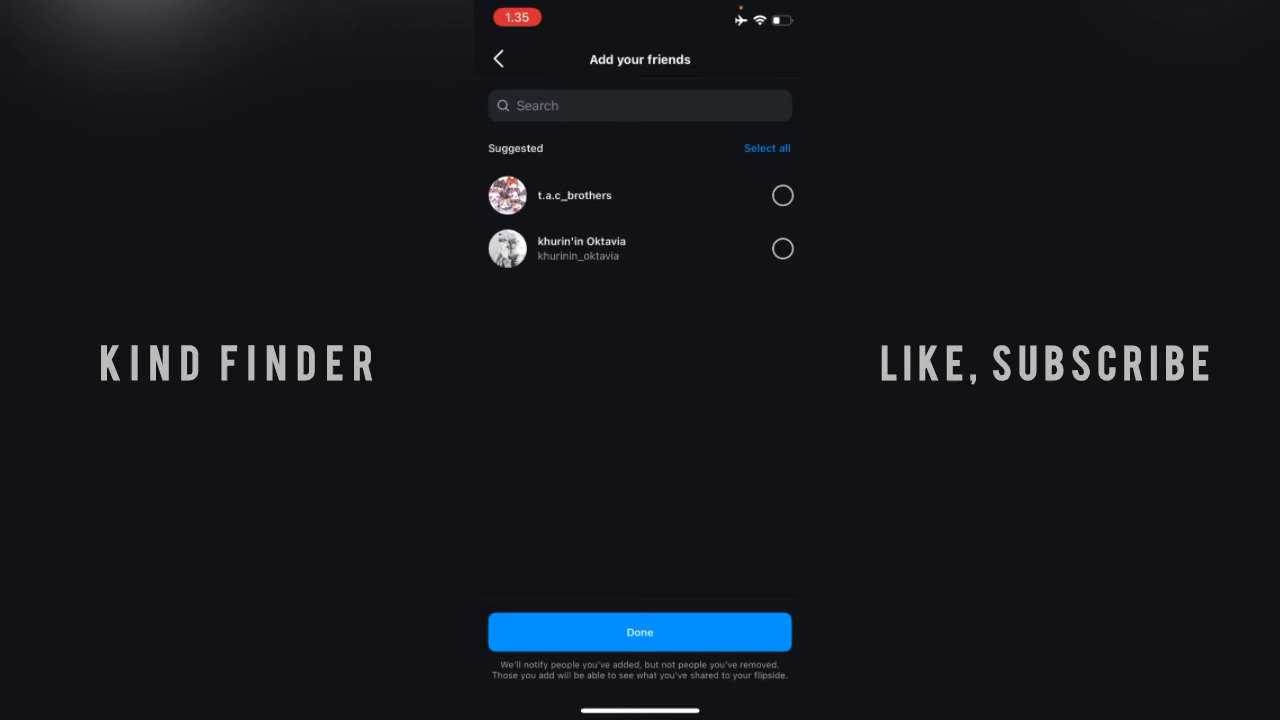 1.35
Add your friends
Search
Suggested
Select all
t.a.c_brothers
khurin'in Oktavia
khurinin_oktavia
KIND FINDER
LIKE, SUBSCRIBE
Done
We'll notify people you've added, but not people you've removed.
Those you add will be able to see what you've shared to your flipside.